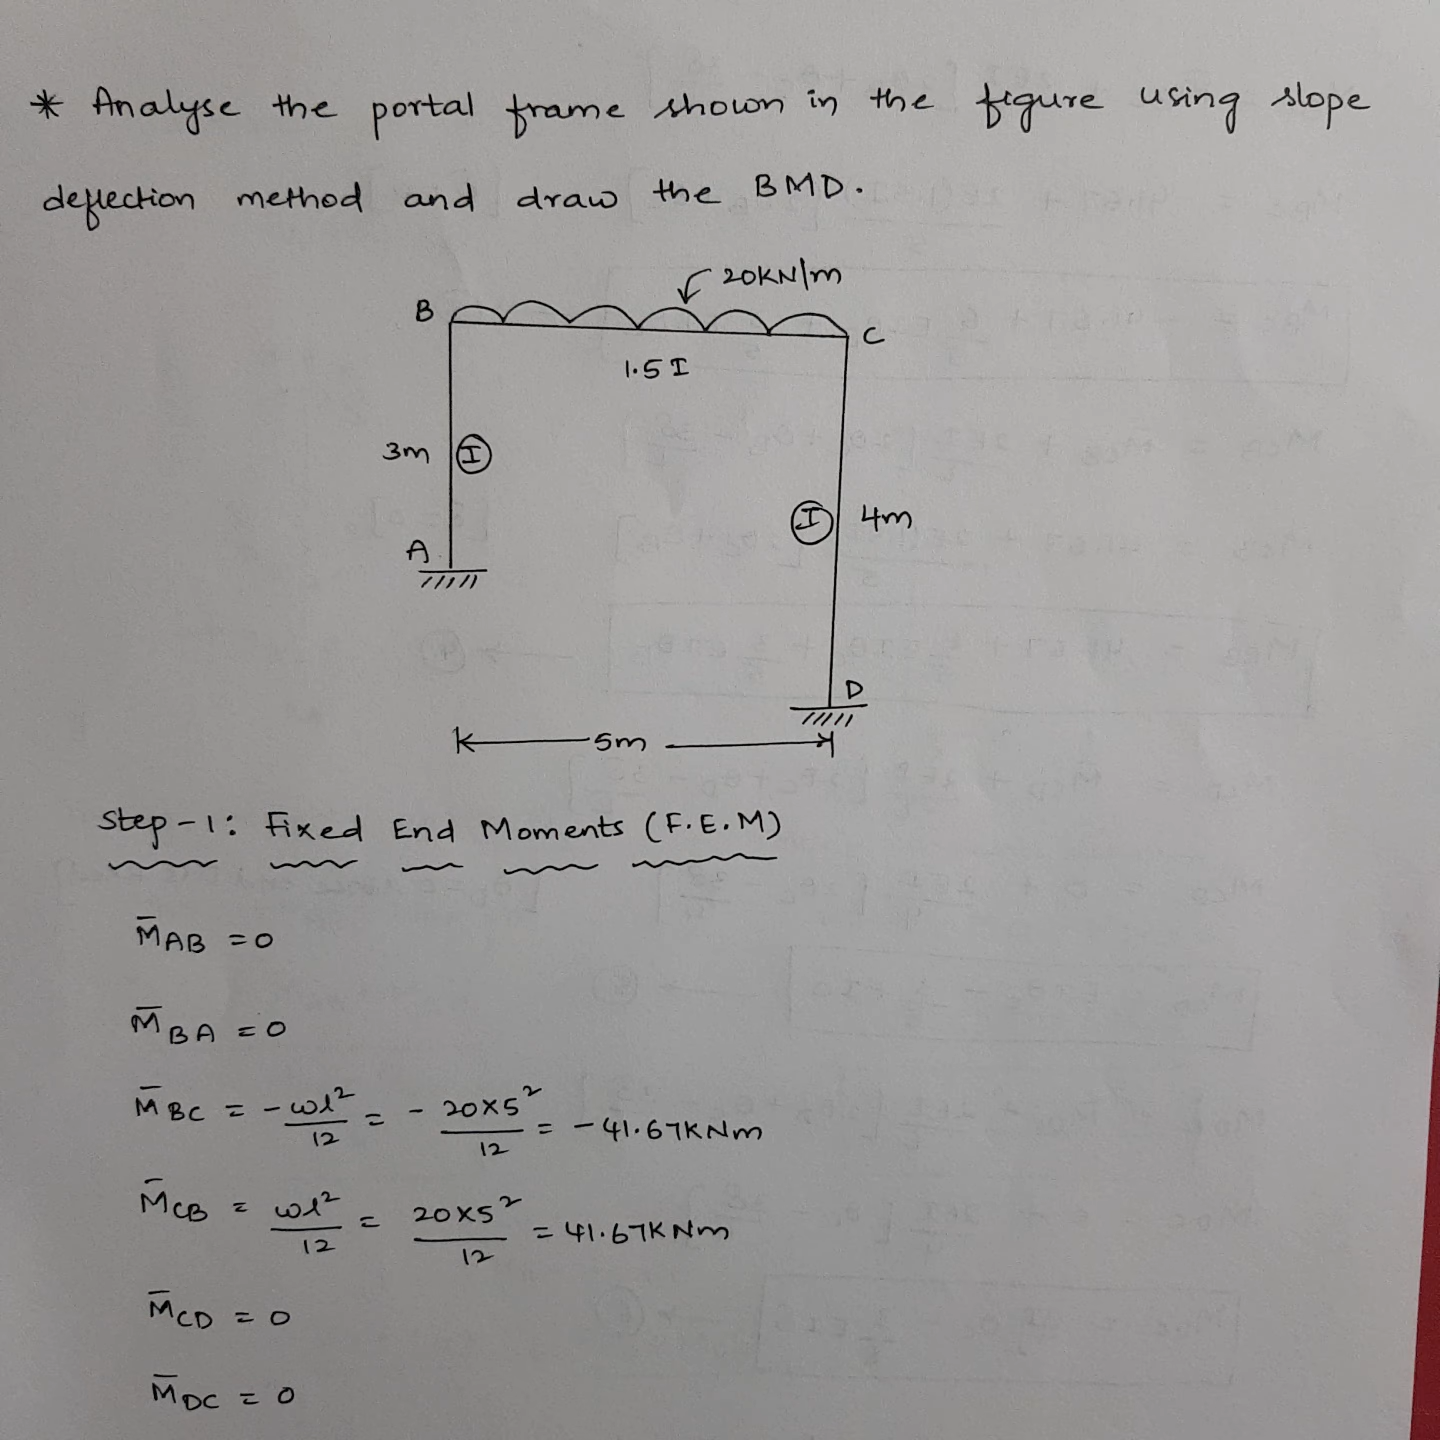 * Analyse the portal frame shown in the figure using slope
deflection method and draw the BMD.
20KN/m
B
C
1.5 I
3m I
I 4m
A
D
5m
Step-1: Fixed End Moments (F.E.M)
M̄AB = 0
M̄BA = 0
M̄BC = -wl²/12 = -20×5²/12 = -41.67KNm
M̄CB = wl²/12 = 20×5²/12 = 41.67KNm
M̄CD = 0
M̄DC = 0